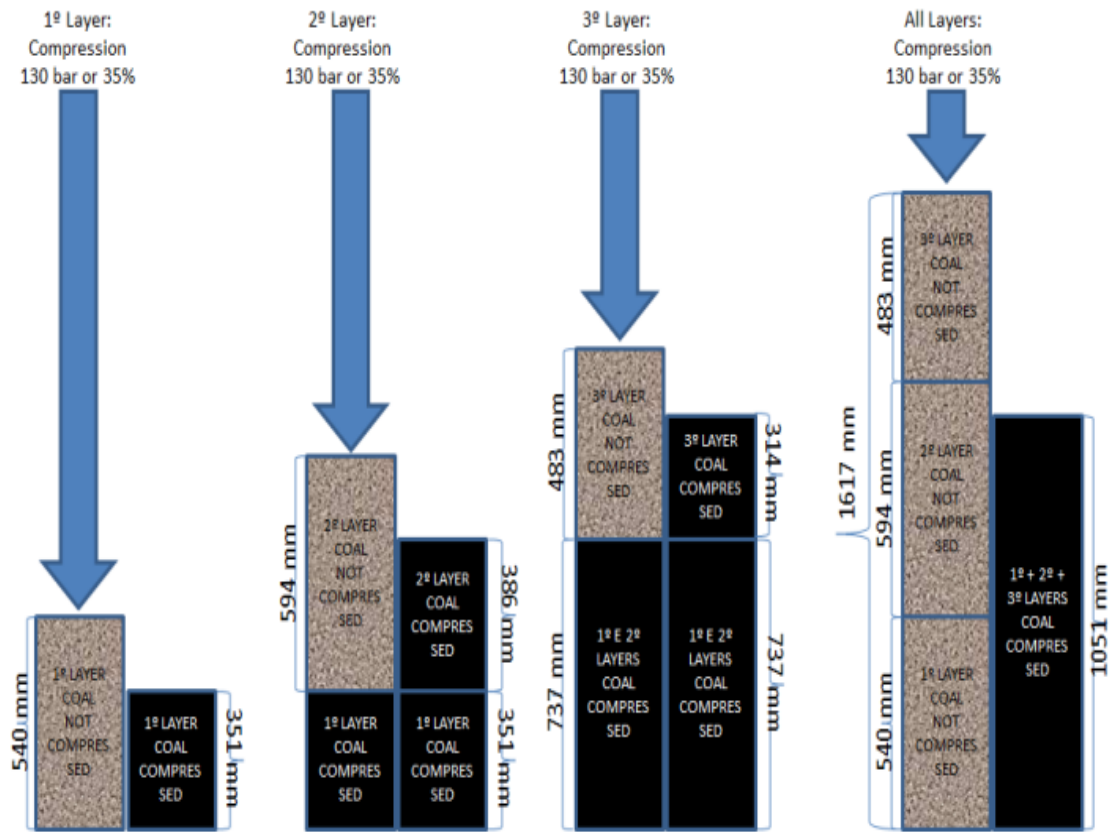 1º Layer:
Compression
130 bar or 35%
540 mm
1º LAYER
COAL
NOT
COMPRES
SED
1º LAYER
COAL
COMPRES
SED
351 mm
2º Layer:
Compression
130 bar or 35%
594 mm
2º LAYER
COAL
NOT
COMPRES
SED
2º LAYER
COAL
COMPRES
SED
386 mm
1º LAYER
COAL
COMPRES
SED
1º LAYER
COAL
COMPRES
SED
351 mm
3º Layer:
Compression
130 bar or 35%
483 mm
3º LAYER
COAL
NOT
COMPRES
SED
3º LAYER
COAL
COMPRES
SED
314 mm
737 mm
1º E 2º
LAYERS
COAL
COMPRES
SED
1º E 2º
LAYERS
COAL
COMPRES
SED
737 mm
All Layers:
Compression
130 bar or 35%
1617 mm
483 mm
3º LAYER
COAL
NOT
COMPRES
SED
594 mm
2º LAYER
COAL
NOT
COMPRES
SED
540 mm
1º LAYER
COAL
NOT
COMPRES
SED
1º + 2º +
3º LAYERS
COAL
COMPRES
SED
1051 mm